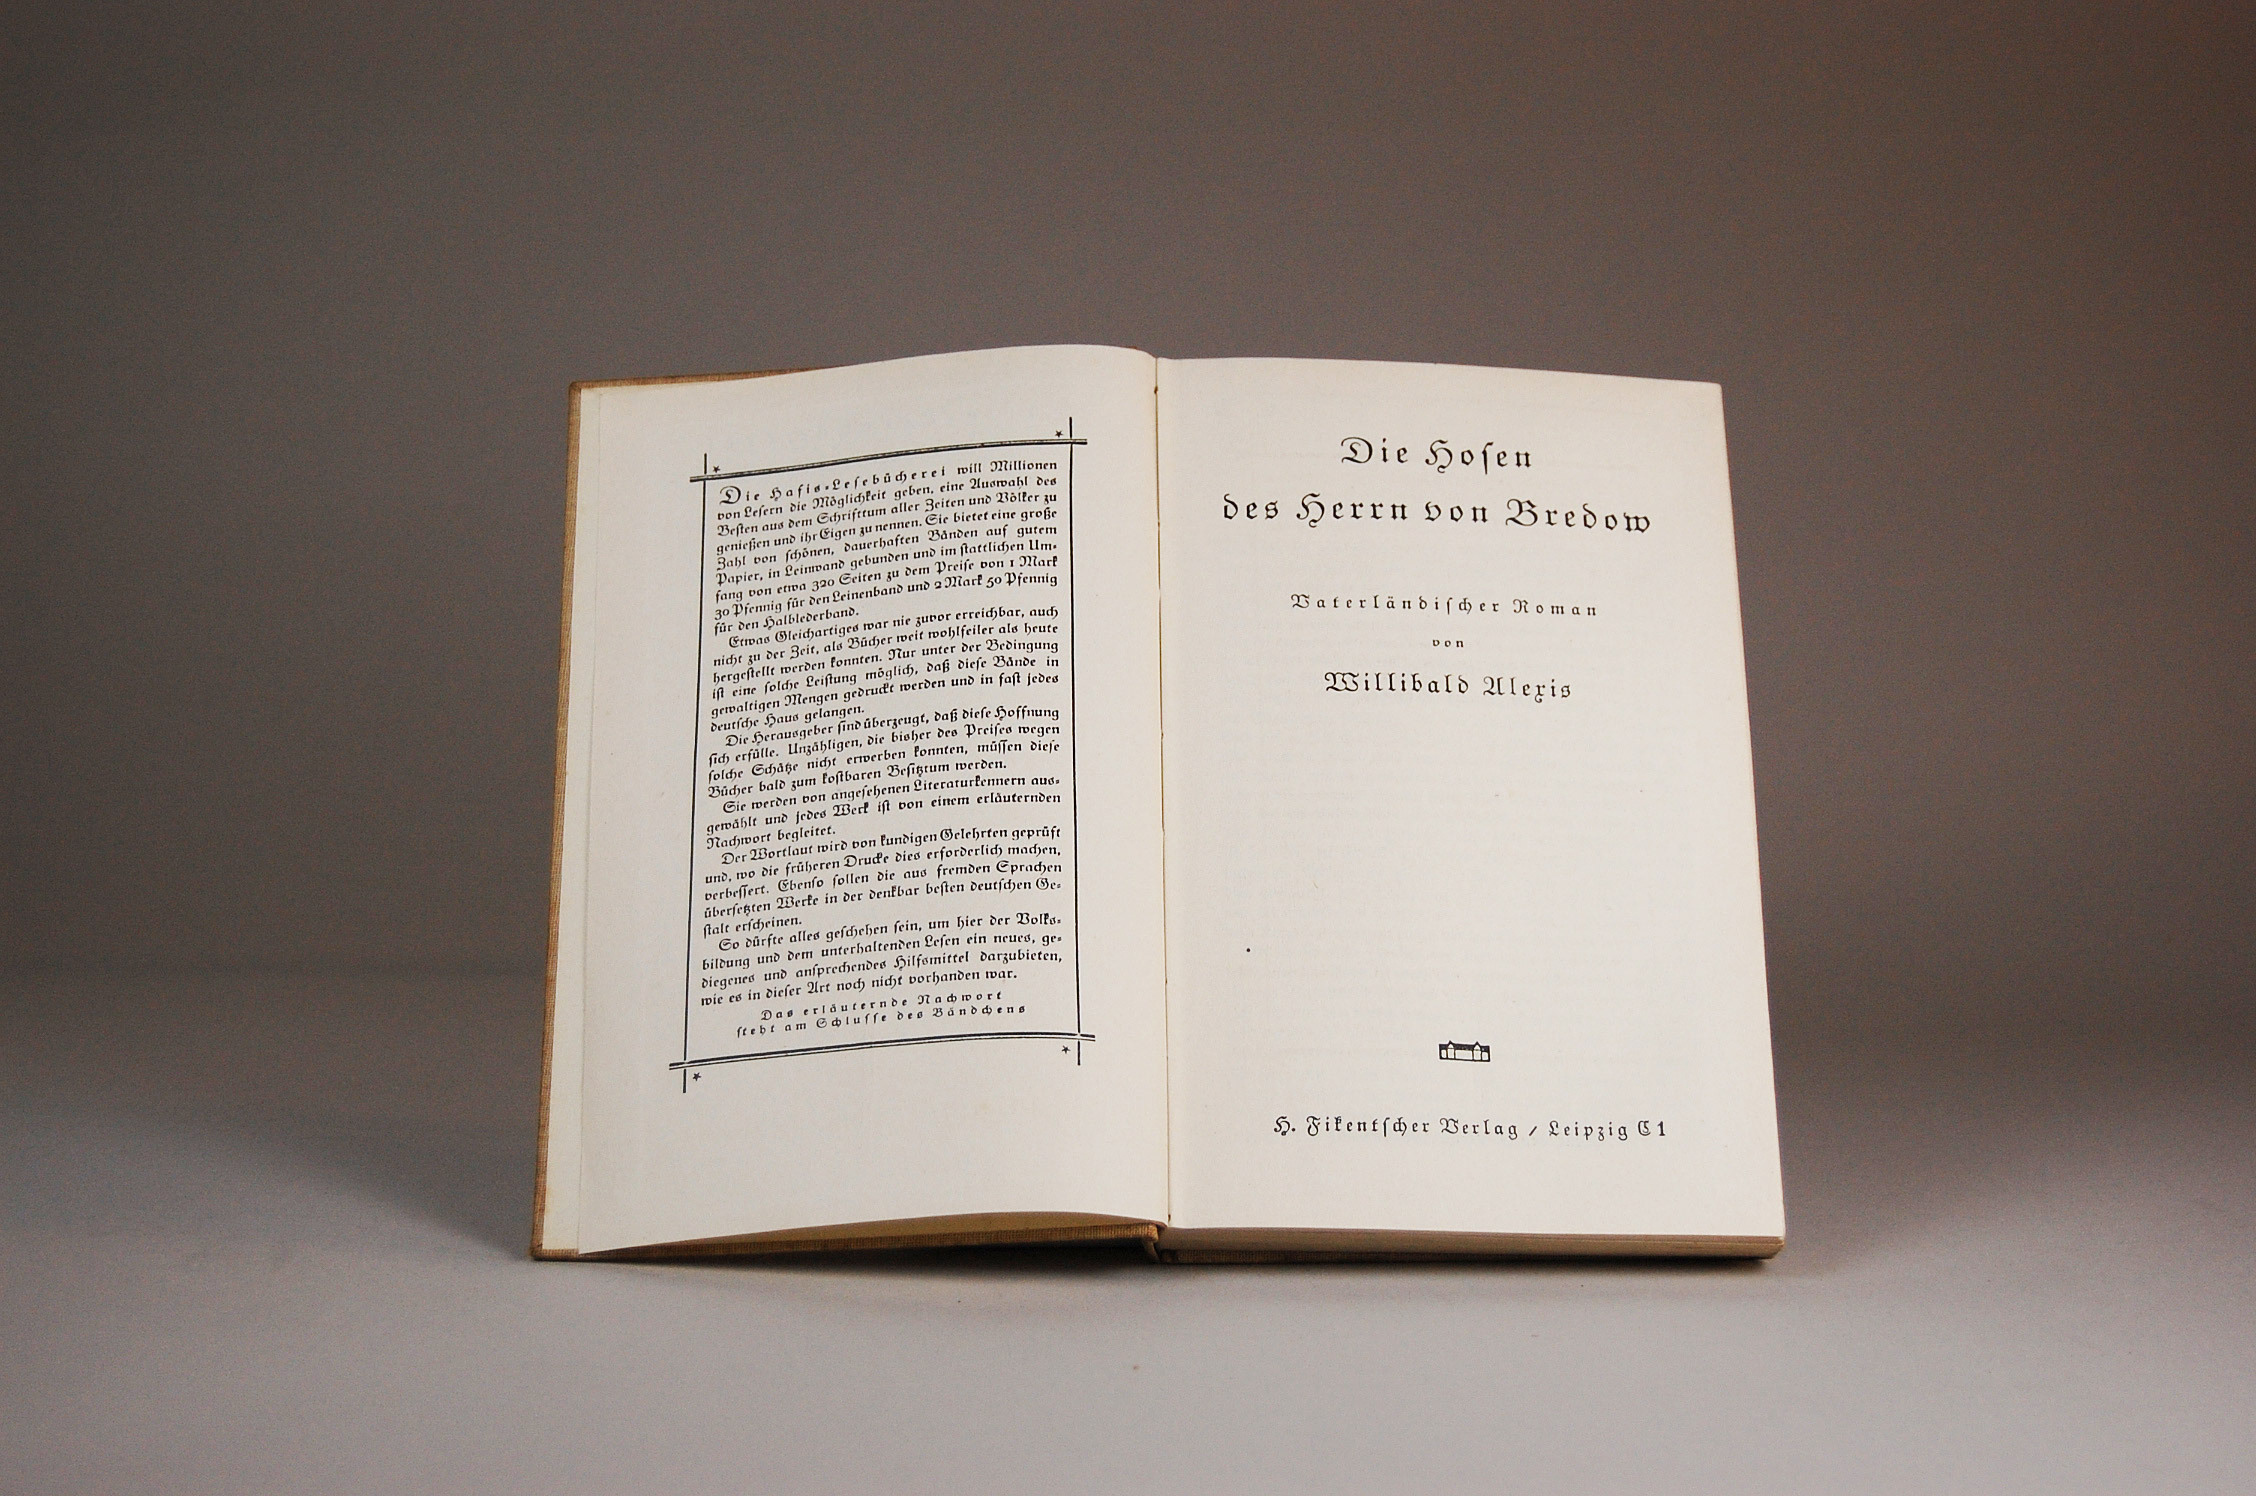 Die Hafis-Lesebücherei will Millionen
von Lesern die Möglichkeit geben, eine Auswahl des
Besten aus dem Schrifttum aller Zeiten und Völker zu
genießen und ihr Eigen zu nennen. Sie bietet eine große
Zahl von schönen, dauerhaften Bänden auf gutem
Papier, in Leinwand gebunden und im stattlichen Um-
fang von etwa 320 Seiten zu dem Preise von 1 Mark
30 Pfennig für den Leinenband und 2 Mark 50 Pfennig
für den Halblederband.
Etwas Gleichartiges war nie zuvor erreichbar, auch
nicht zu der Zeit, als Bücher weit wohlfeiler als heute
hergestellt werden konnten. Nur unter der Bedingung
ist eine solche Leistung möglich, daß diese Bände in
gewaltigen Mengen gedruckt werden und in fast jedes
deutsche Haus gelangen.
Die Herausgeber sind überzeugt, daß diese Hoffnung
sich erfülle. Unzähligen, die bisher des Preises wegen
solche Schätze nicht erwerben konnten, müssen diese
Bücher bald zum kostbaren Besitztum werden.
Sie werden von angesehenen Literaturkennern aus-
gewählt und jedes Werk ist von einem erläuternden
Nachwort begleitet.
Der Wortlaut wird von kundigen Gelehrten geprüft
und, wo die früheren Drucke dies erforderlich machen,
verbessert. Ebenso sollen die aus fremden Sprachen
übersetzten Werke in der denkbar besten deutschen Ge-
stalt erscheinen.
So dürfte alles geschehen sein, um hier der Volks-
bildung und dem unterhaltenden Lesen ein neues, ge-
diegenes und ansprechendes Hilfsmittel darzubieten,
wie es in dieser Art noch nicht vorhanden war.
Das erläuternde Nachwort
steht am Schlusse des Bändchens
Die Hosen
des Herrn von Bredow
Vaterländischer Roman
von
Willibald Alexis
H. Fikentscher Verlag / Leipzig C 1